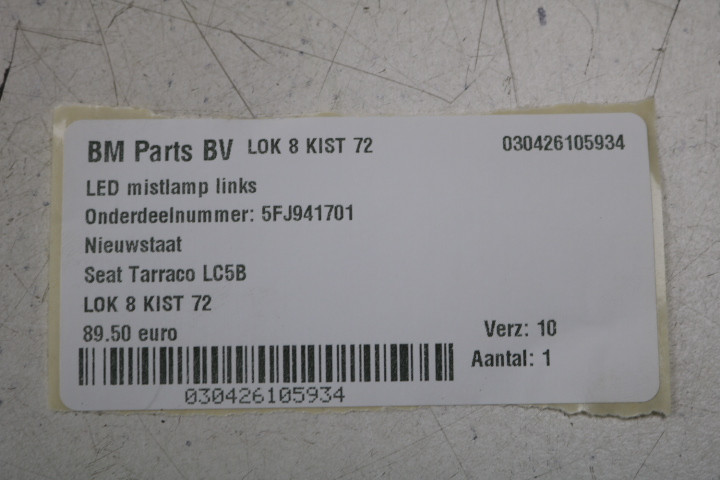 BM Parts BV LOK 8 KIST 72 030426105934
LED mistlamp links
Onderdeelnummer: 5FJ941701
Nieuwstaat
Seat Tarraco LC5B
LOK 8 KIST 72
89.50 euro Verz: 10
Aantal: 1
030426105934